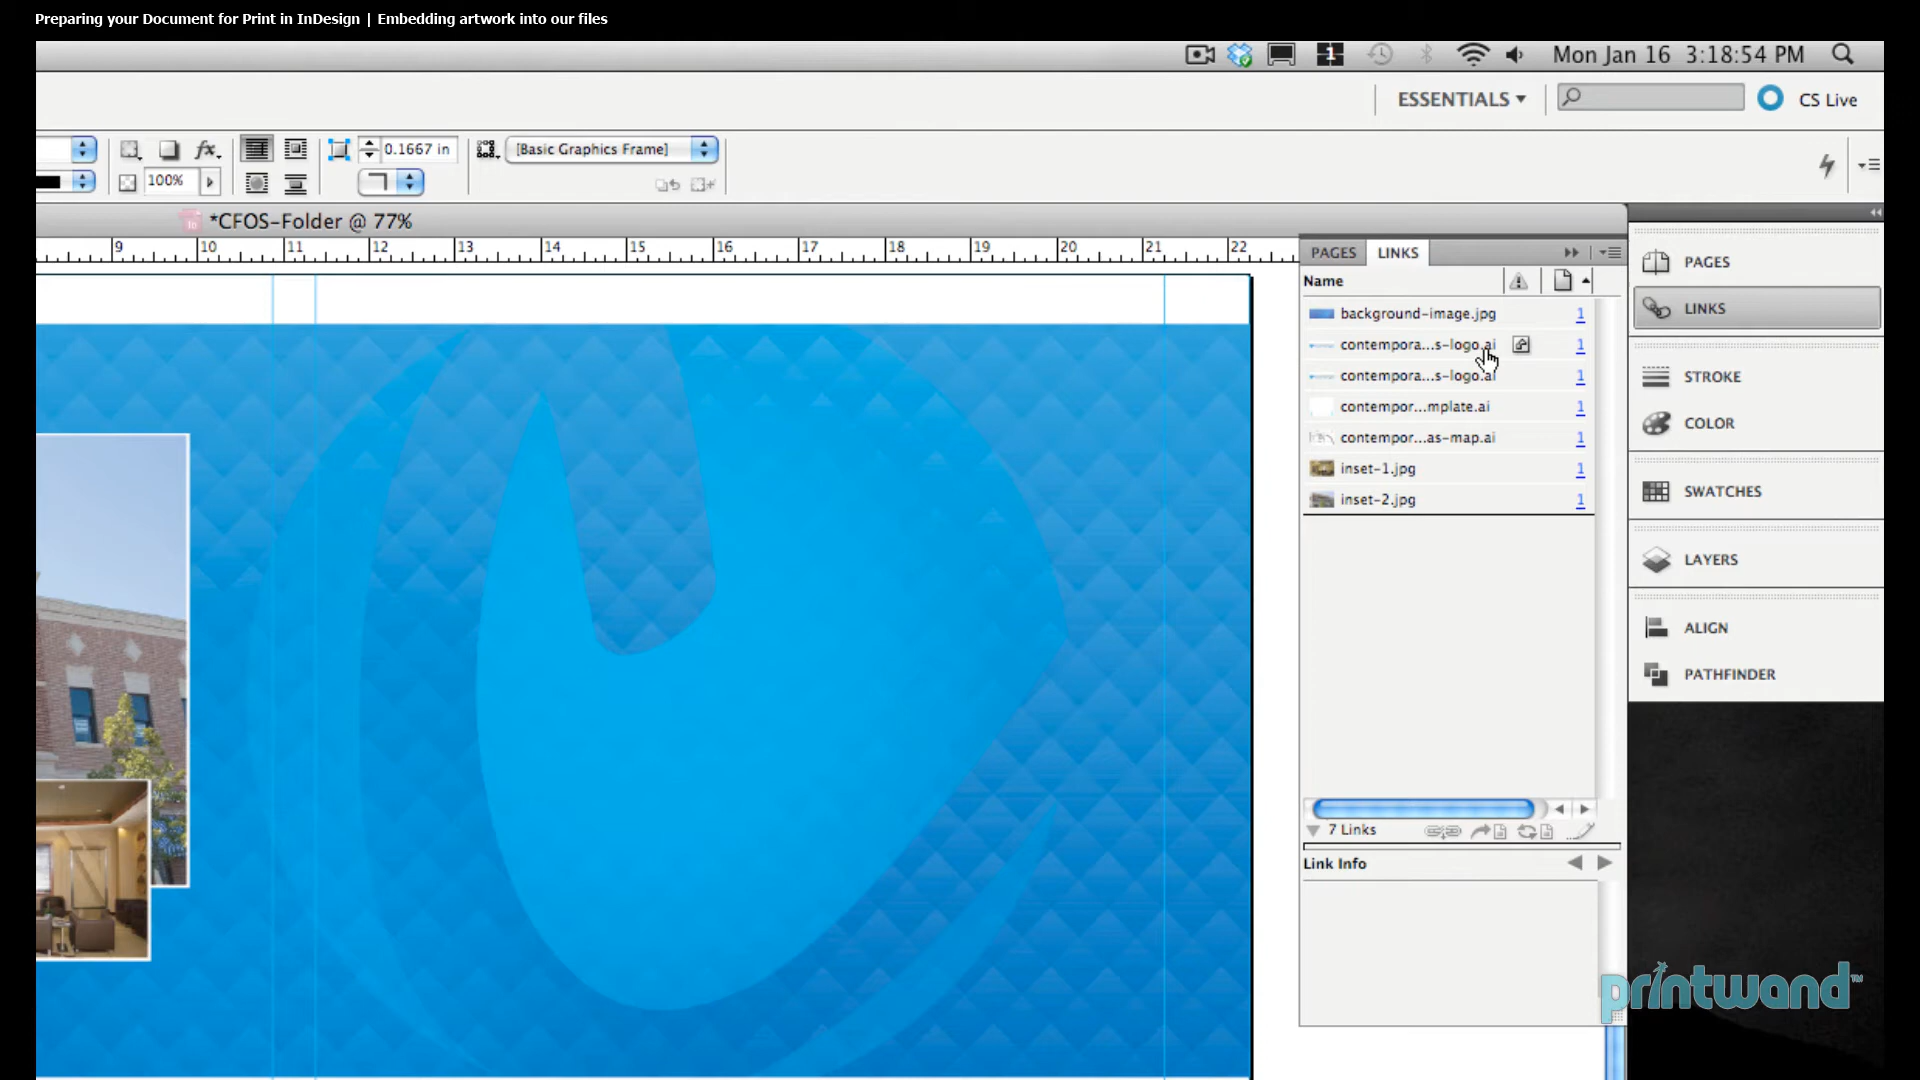 Preparing your Document for Print in InDesign | Embedding artwork into our files
1 Mon Jan 16 3:18:54 PM
ESSENTIALS CS Live
fx 0.1667 in [Basic Graphics Frame]
100%
*CFOS-Folder @ 77%
9 10 11 12 13 14 15 16 17 18 19 20 21 22
PAGES LINKS
Name
background-image.jpg 1
contempora...s-logo.ai 1
contempora...s-logo.ai 1
contempor...mplate.ai 1
contempor...as-map.ai 1
inset-1.jpg 1
inset-2.jpg 1
7 Links
Link Info
PAGES
LINKS
STROKE
COLOR
SWATCHES
LAYERS
ALIGN
PATHFINDER
printwand™